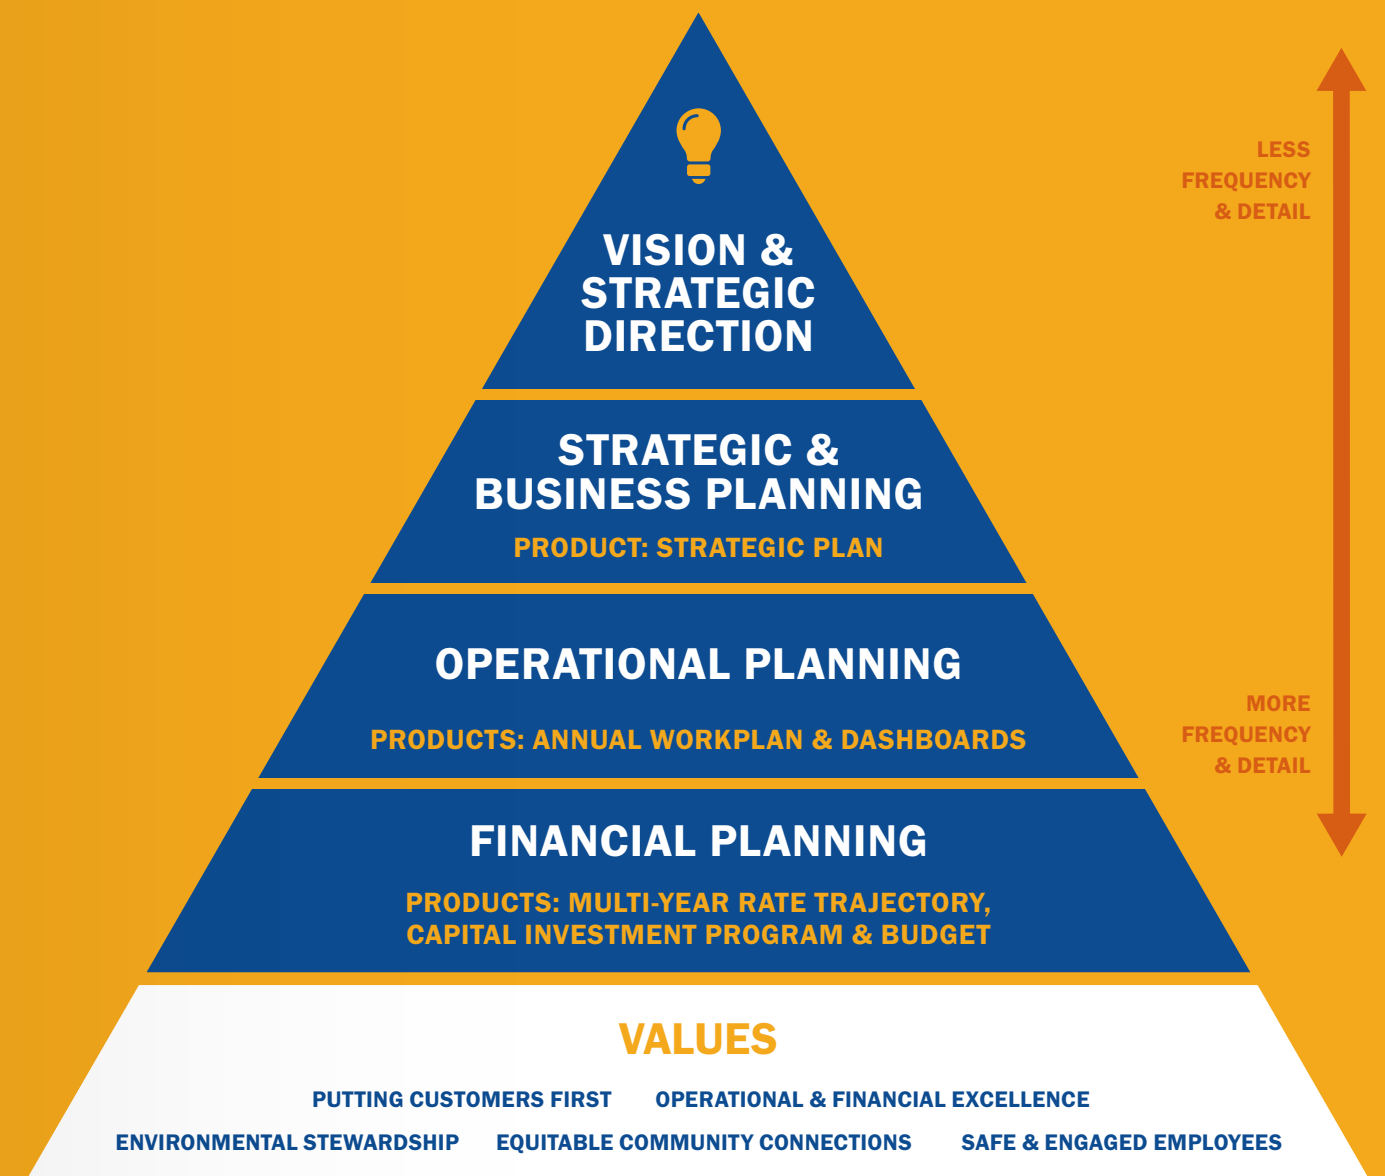 VISION &
STRATEGIC
DIRECTION
LESS
FREQUENCY
& DETAIL
STRATEGIC &
BUSINESS PLANNING
PRODUCT: STRATEGIC PLAN
OPERATIONAL PLANNING
PRODUCTS: ANNUAL WORKPLAN & DASHBOARDS
MORE
FREQUENCY
& DETAIL
FINANCIAL PLANNING
PRODUCTS: MULTI-YEAR RATE TRAJECTORY,
CAPITAL INVESTMENT PROGRAM & BUDGET
VALUES
PUTTING CUSTOMERS FIRST OPERATIONAL & FINANCIAL EXCELLENCE
ENVIRONMENTAL STEWARDSHIP EQUITABLE COMMUNITY CONNECTIONS SAFE & ENGAGED EMPLOYEES